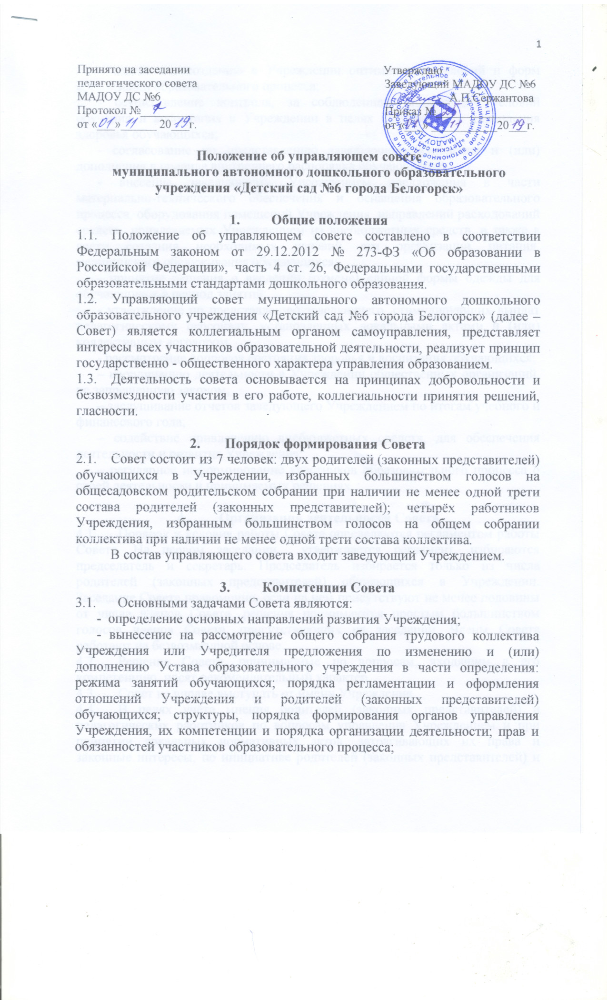 1
Принято на заседании
педагогического совета
МАДОУ ДС №6
Протокол №
от «01» 11 2019г.
Утверждаю
Заведующий МАДОУ ДС №6
А.П.Сержантова
Приказ №
от « » 11 2019г.
Положение об управляющем совете
муниципального автономного дошкольного образовательного
учреждения «Детский сад №6 города Белогорск»
1. Общие положения
1.1. Положение об управляющем совете составлено в соответствии
Федеральным законом от 29.12.2012 № 273-ФЗ «Об образовании в
Российской Федерации», часть 4 ст. 26, Федеральными государственными
образовательными стандартами дошкольного образования.
1.2. Управляющий совет муниципального автономного дошкольного
образовательного учреждения «Детский сад №6 города Белогорск» (далее –
Совет) является коллегиальным органом самоуправления, представляет
интересы всех участников образовательной деятельности, реализует принцип
государственно - общественного характера управления образованием.
1.3. Деятельность совета основывается на принципах добровольности и
безвозмездности участия в его работе, коллегиальности принятия решений,
гласности.
2. Порядок формирования Совета
2.1. Совет состоит из 7 человек: двух родителей (законных представителей)
обучающихся в Учреждении, избранных большинством голосов на
общесадовском родительском собрании при наличии не менее одной трети
состава родителей (законных представителей); четырёх работников
Учреждения, избранным большинством голосов на общем собрании
коллектива при наличии не менее одной трети состава коллектива.
В состав управляющего совета входит заведующий Учреждением.
3. Компетенция Совета
3.1. Основными задачами Совета являются:
- определение основных направлений развития Учреждения;
- вынесение на рассмотрение общего собрания трудового коллектива
Учреждения или Учредителя предложения по изменению и (или)
дополнению Устава образовательного учреждения в части определения:
режима занятий обучающихся; порядка регламентации и оформления
отношений Учреждения и родителей (законных представителей)
обучающихся; структуры, порядка формирования органов управления
Учреждения, их компетенции и порядка организации деятельности; прав и
обязанностей участников образовательного процесса;